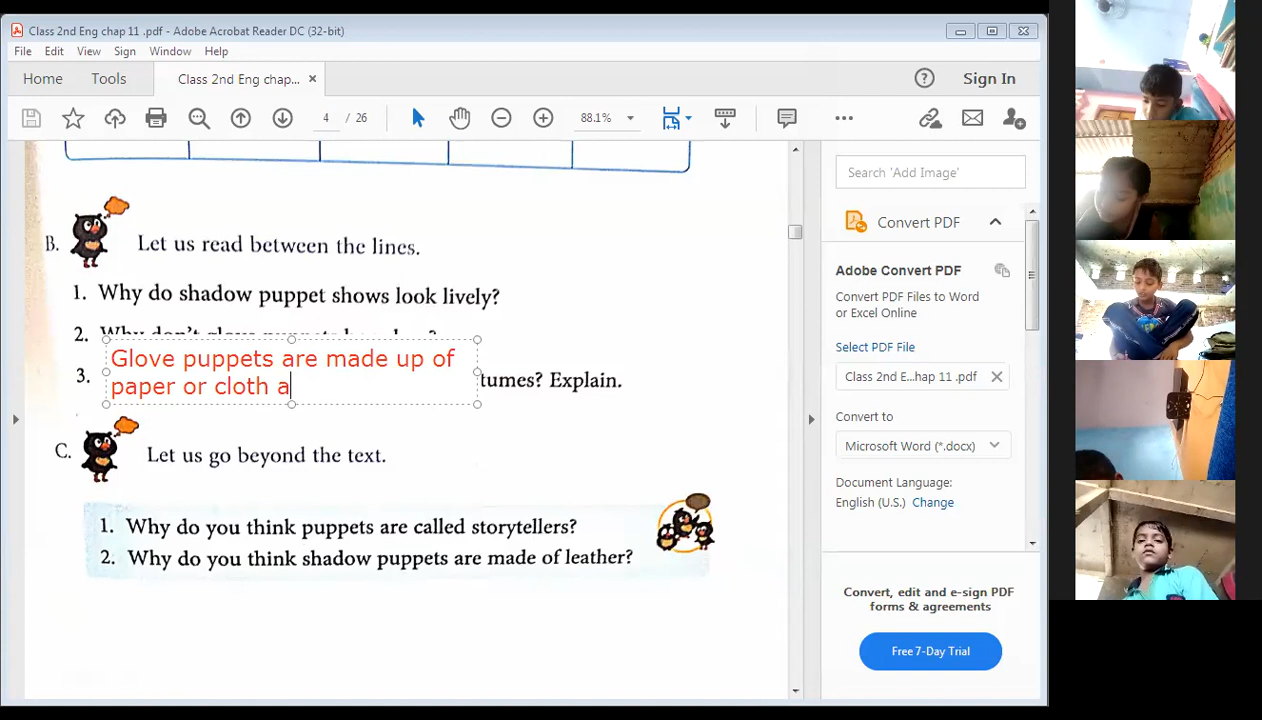 Class 2nd Eng chap 11 .pdf - Adobe Acrobat Reader DC (32-bit)
File Edit View Sign Window Help
Home Tools Class 2nd Eng chap... × Sign In
4 / 26 88.1%
Search 'Add Image'
Convert PDF
Adobe Convert PDF
Convert PDF Files to Word
or Excel Online
Select PDF File
Class 2nd E...hap 11 .pdf
Convert to
Microsoft Word (*.docx)
Document Language:
English (U.S.) Change
Convert, edit and e-sign PDF
forms & agreements
Free 7-Day Trial
B. Let us read between the lines.
1. Why do shadow puppet shows look lively?
2. Why don't glove puppets
Glove puppets are made up of
paper or cloth a
3. tumes? Explain.
C. Let us go beyond the text.
1. Why do you think puppets are called storytellers?
2. Why do you think shadow puppets are made of leather?